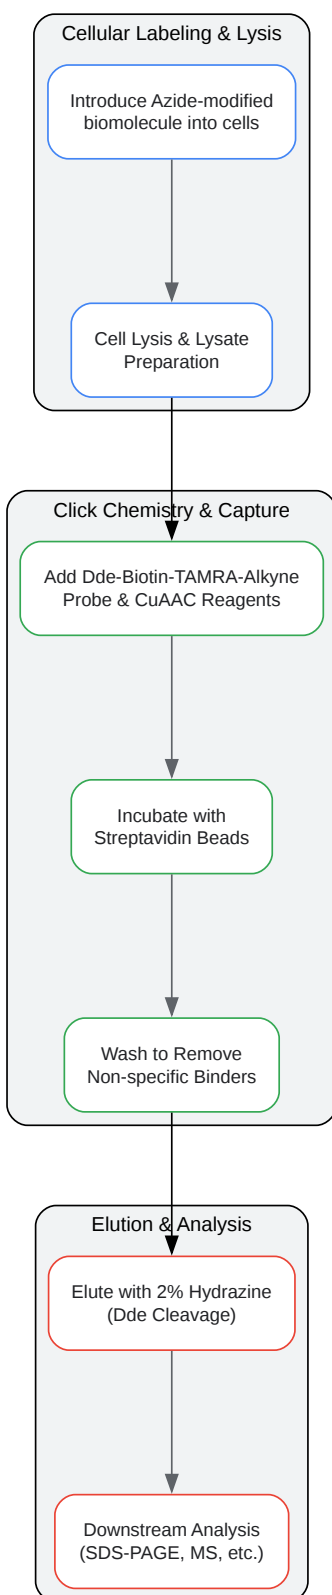 Cellular Labeling & Lysis
Introduce Azide-modified
biomolecule into cells
Cell Lysis & Lysate
Preparation
Click Chemistry & Capture
Add Dde-Biotin-TAMRA-Alkyne
Probe & CuAAC Reagents
Incubate with
Streptavidin Beads
Wash to Remove
Non-specific Binders
Elution & Analysis
Elute with 2% Hydrazine
(Dde Cleavage)
Downstream Analysis
(SDS-PAGE, MS, etc.)